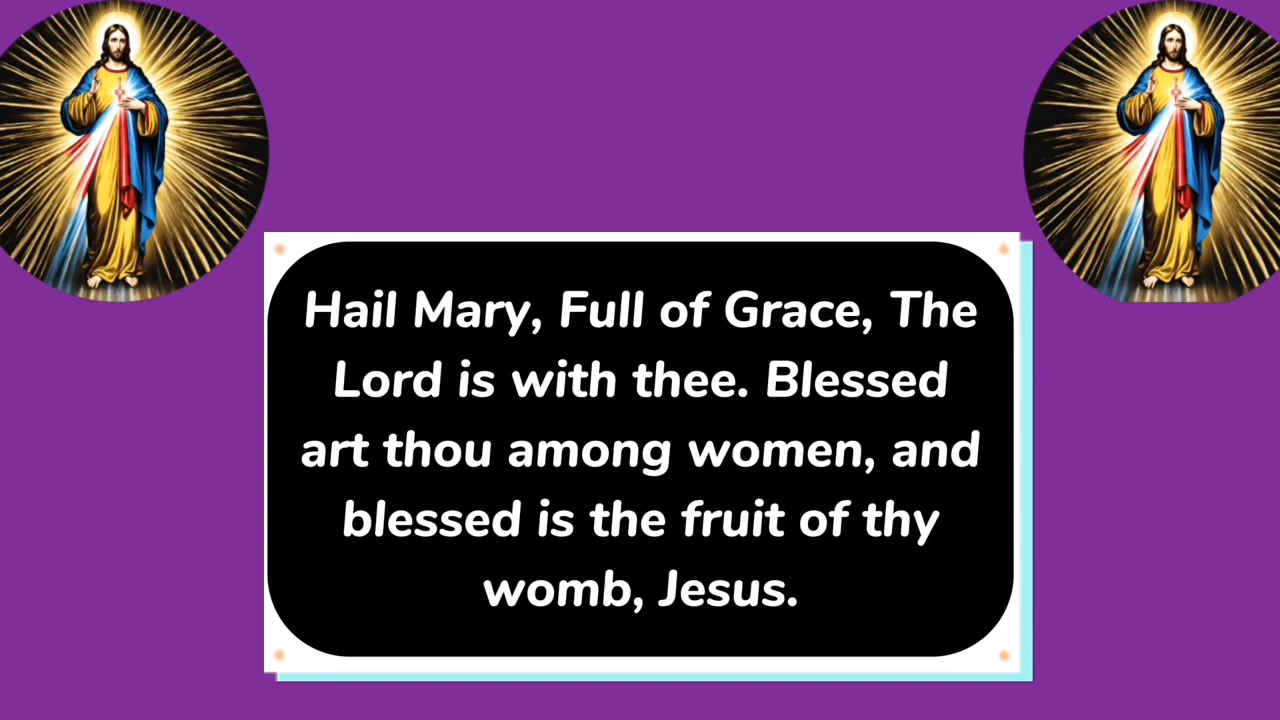 Hail Mary, Full of Grace, The
Lord is with thee. Blessed
art thou among women, and
blessed is the fruit of thy
womb, Jesus.